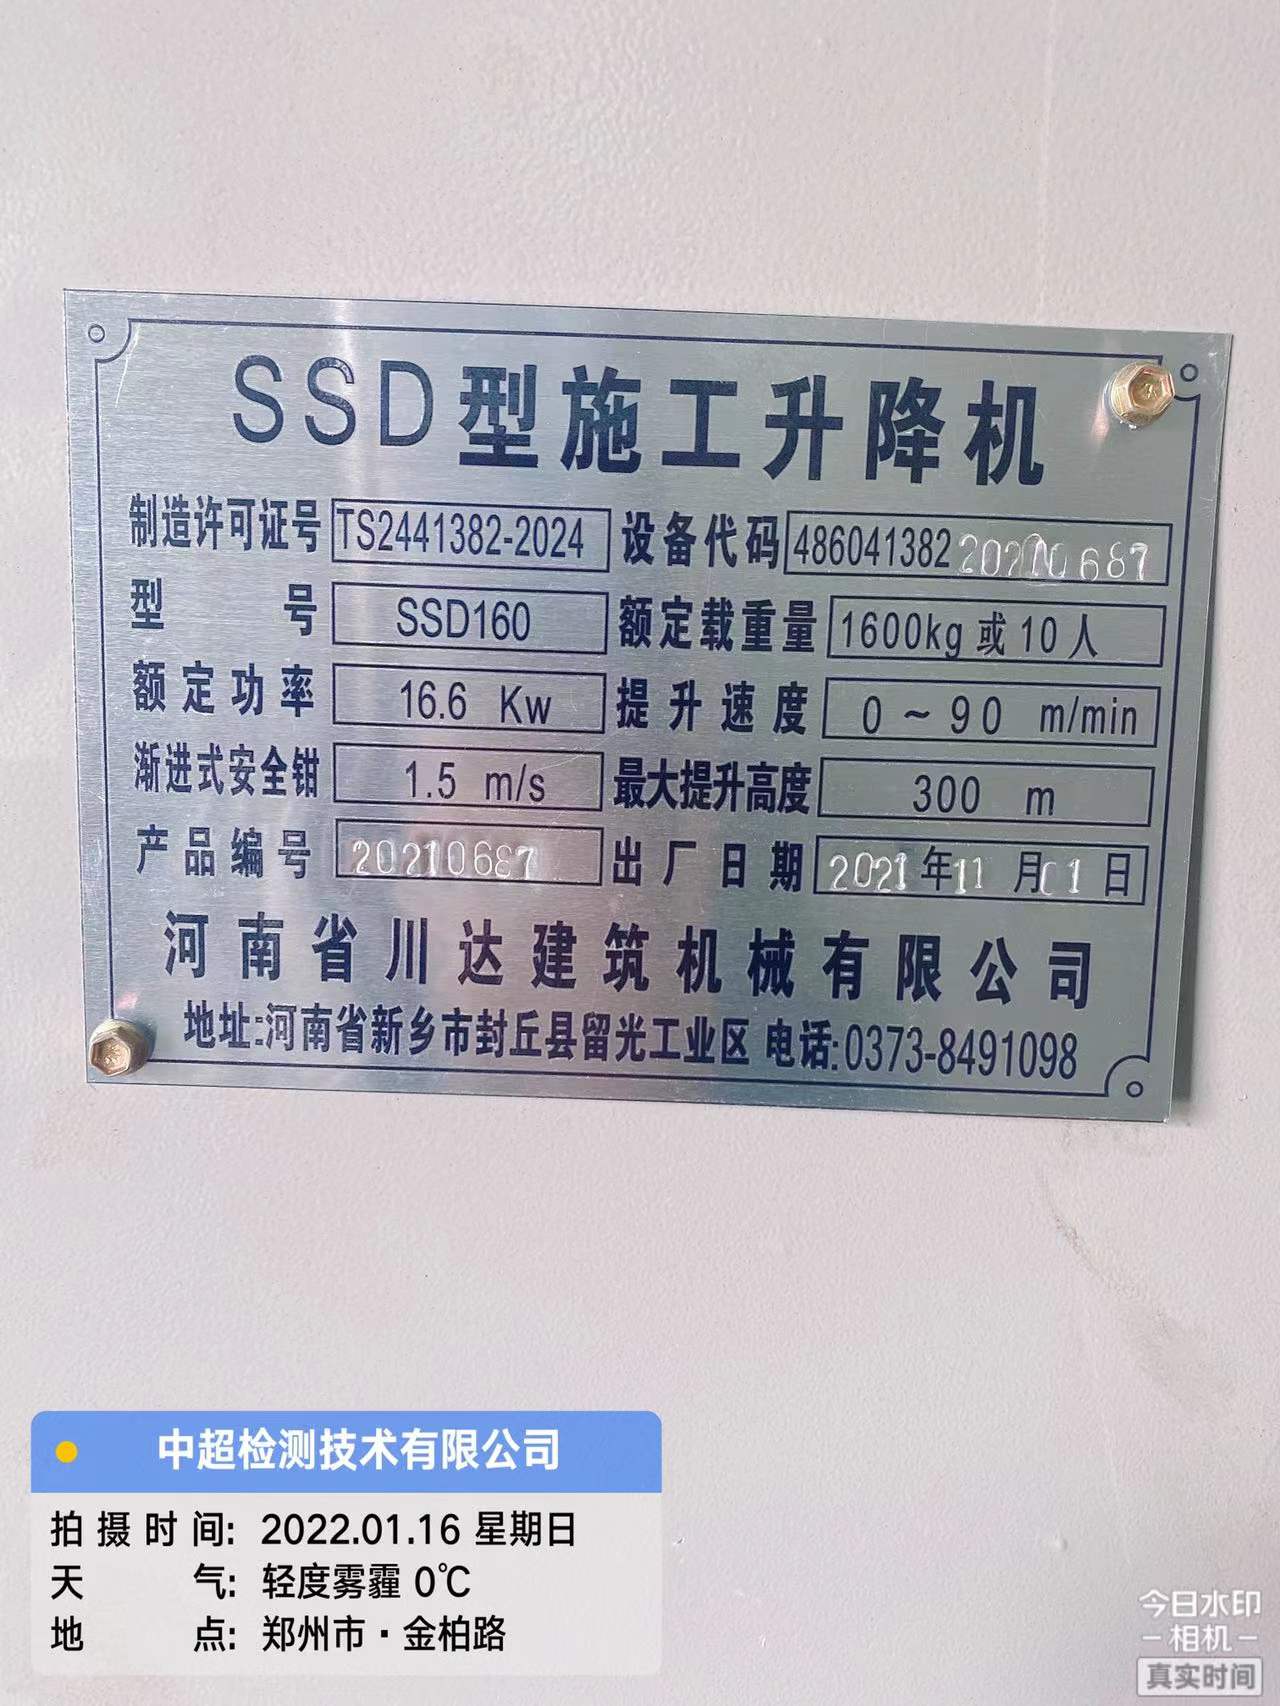 SSD型施工升降机
制造许可证号 TS2441382-2024 设备代码 48604138220210687
型号 SSD160 额定载重量 1600kg或10人
额定功率 16.6 Kw 提升速度 0~90 m/min
渐进式安全钳 1.5 m/s 最大提升高度 300 m
产品编号 20210687 出厂日期 2021年11月01日
河南省川达建筑机械有限公司
地址:河南省新乡市封丘县留光工业区 电话:0373-8491098
中超检测技术有限公司
拍摄时间: 2022.01.16 星期日
天气: 轻度雾霾 0℃
地点: 郑州市·金柏路
今日水印
-相机-
真实时间